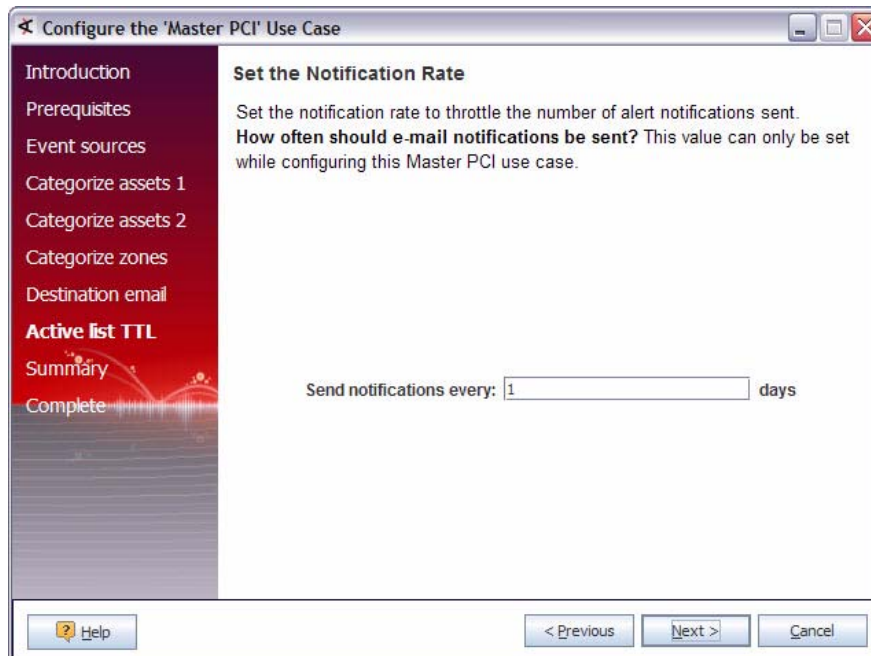 Configure the 'Master PCI' Use Case
Introduction
Prerequisites
Event sources
Categorize assets 1
Categorize assets 2
Categorize zones
Destination email
Active list TTL
Summary
Complete
Set the Notification Rate
Set the notification rate to throttle the number of alert notifications sent.
How often should e-mail notifications be sent? This value can only be set
while configuring this Master PCI use case.
Send notifications every: 1 days
Help
< Previous
Next >
Cancel